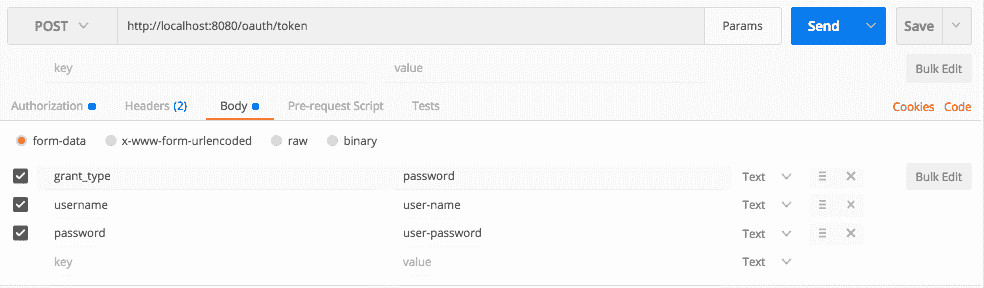 POST http://localhost:8080/oauth/token Params Send Save
key value Bulk Edit
Authorization Headers (2) Body Pre-request Script Tests Cookies Code
form-data x-www-form-urlencoded raw binary
grant_type password Text Bulk Edit
username user-name Text
password user-password Text
key value Text